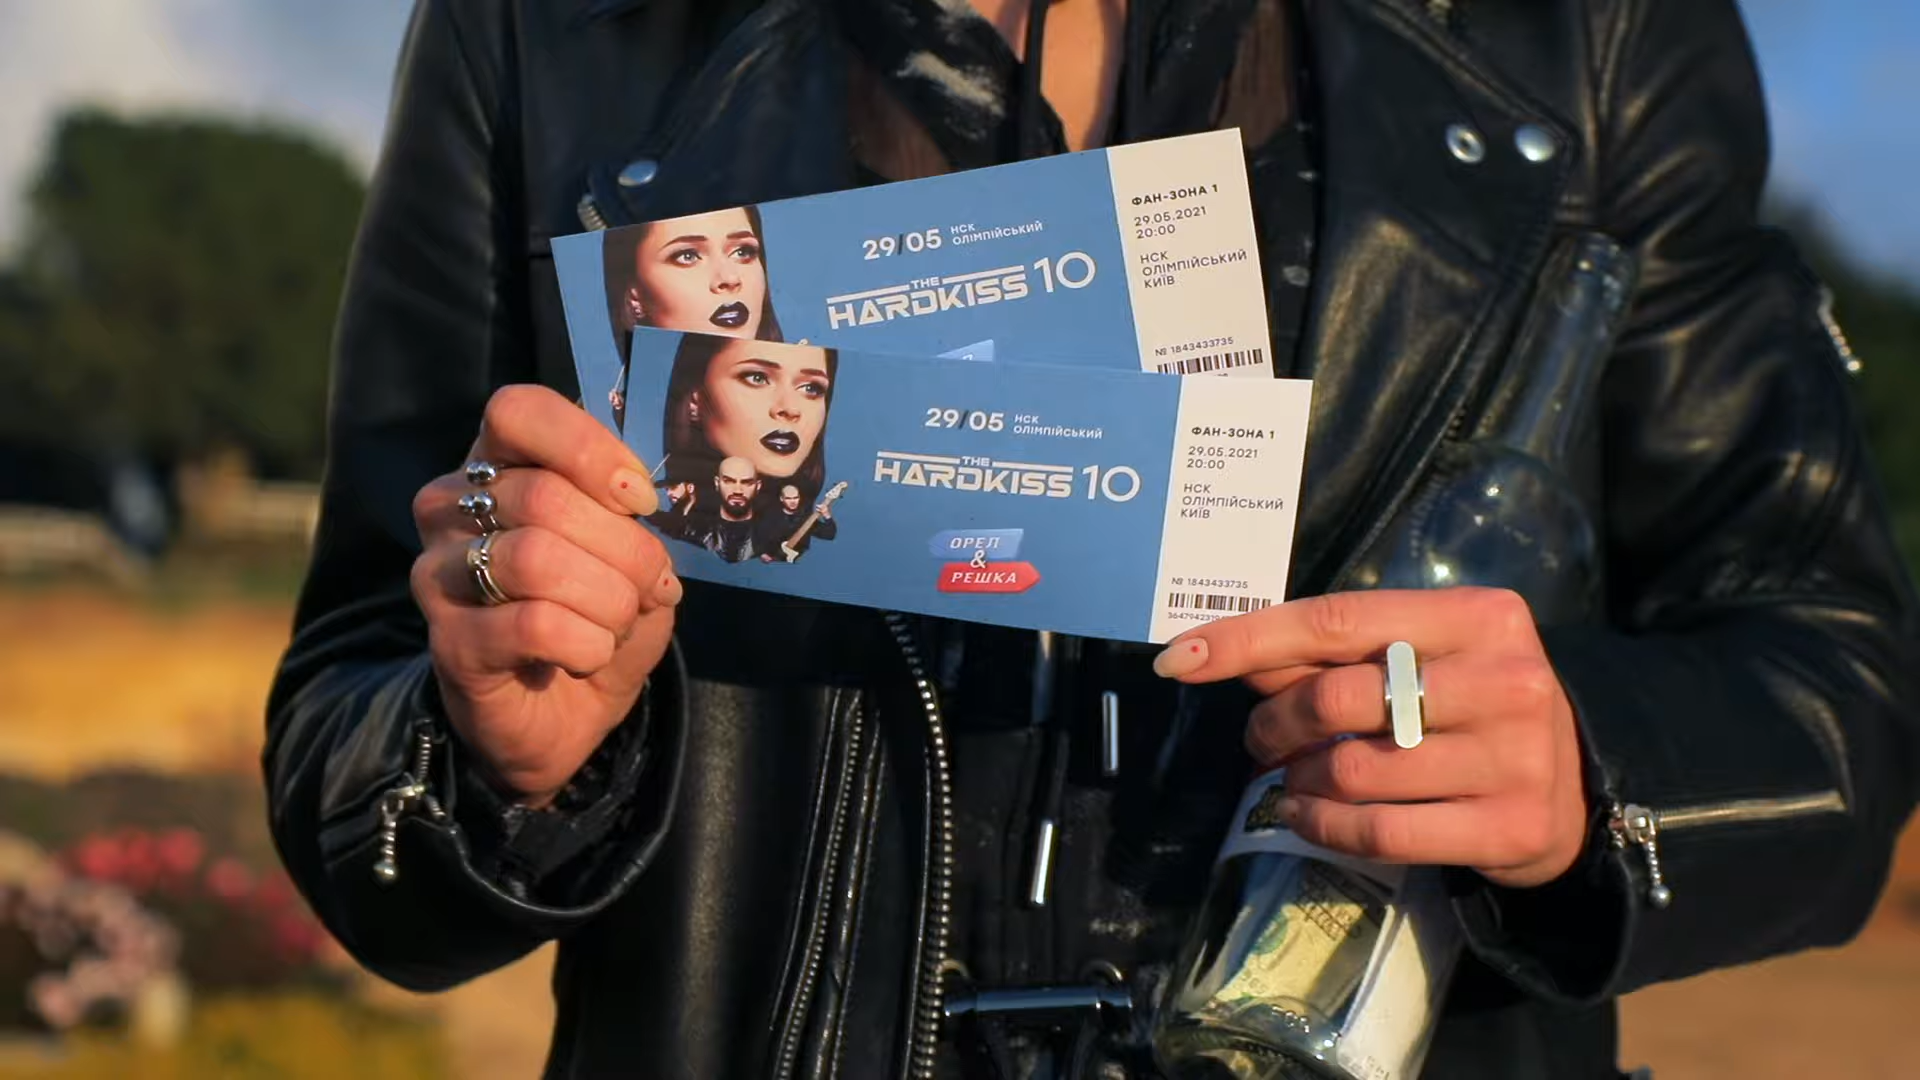 29/05 НСК
ОЛІМПІЙСЬКИЙ
THE
HARDKISS 10
ФАН-ЗОНА 1
29.05.2021
20:00
НСК
ОЛІМПІЙСЬКИЙ
КИЇВ
№ 1843433735
29/05 НСК
ОЛІМПІЙСЬКИЙ
THE
HARDKISS 10
ОРЕЛ
&
РЕШКА
ФАН-ЗОНА 1
29.05.2021
20:00
НСК
ОЛІМПІЙСЬКИЙ
КИЇВ
№ 1843433735